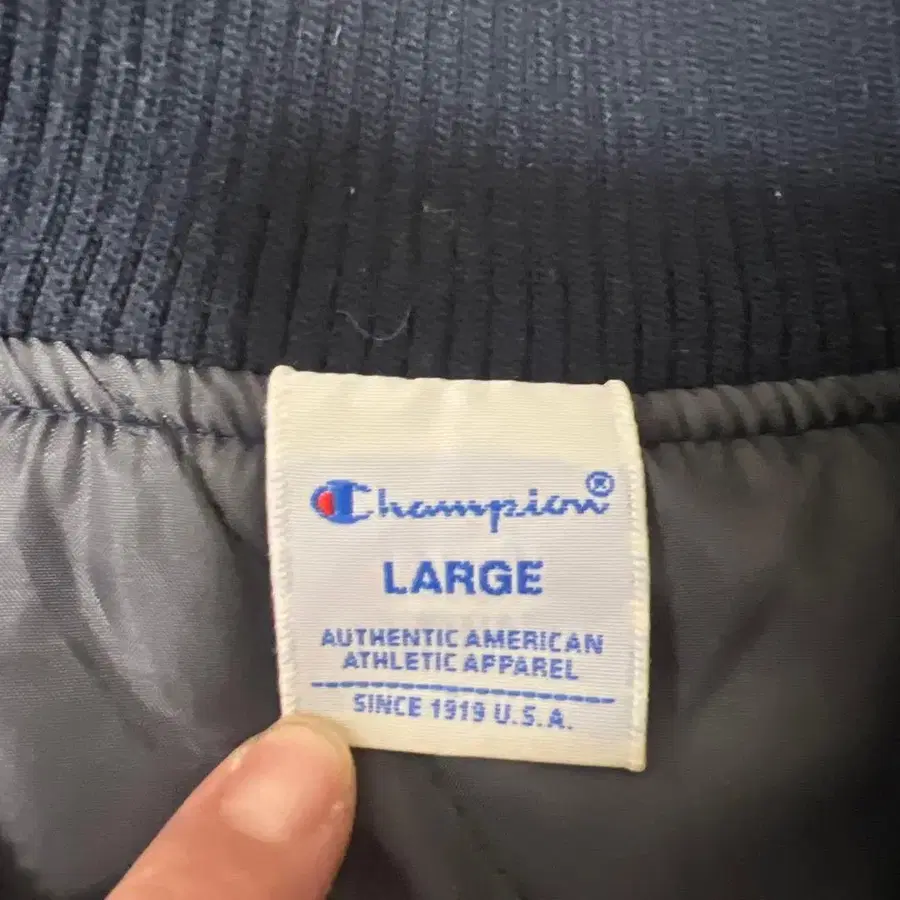 Champion®
LARGE
AUTHENTIC AMERICAN
ATHLETIC APPAREL
SINCE 1919 U.S.A.